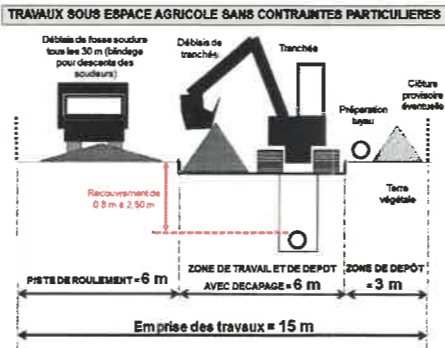 TRAVAUX SOUS ESPACE AGRICOLE SANS CONTRAINTES PARTICULIERES
Déblais de fosse soudure
tous les 30 m (blindage
pour descente des
soudeurs)
Déblais de
tranchée
Tranchée
Préparation
tuyau
Clôture
provisoire
éventuelle
Recouvrement de
0.8 m à 2,50 m
Terre
végétale
PISTE DE ROULEMENT = 6 m
ZONE DE TRAVAIL ET DE DEPOT
AVEC DECAPAGE = 6 m
ZONE DE DEPÔT
= 3 m
Emprise des travaux = 15 m